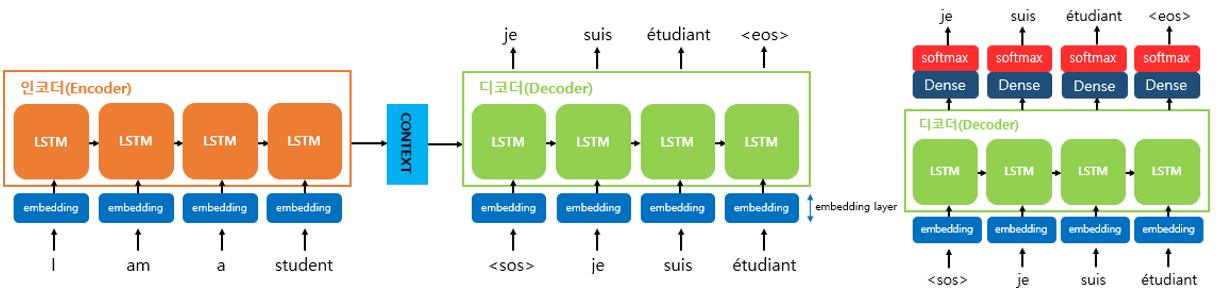 je suis étudiant <eos>
인코더(Encoder)
LSTM LSTM LSTM LSTM
embedding embedding embedding embedding
I am a student
CONTEXT
디코더(Decoder)
LSTM LSTM LSTM LSTM
embedding embedding embedding embedding
embedding layer
<sos> je suis étudiant
je suis étudiant <eos>
softmax softmax softmax softmax
Dense Dense Dense Dense
디코더(Decoder)
LSTM LSTM LSTM LSTM
embedding embedding embedding embedding
<sos> je suis étudiant